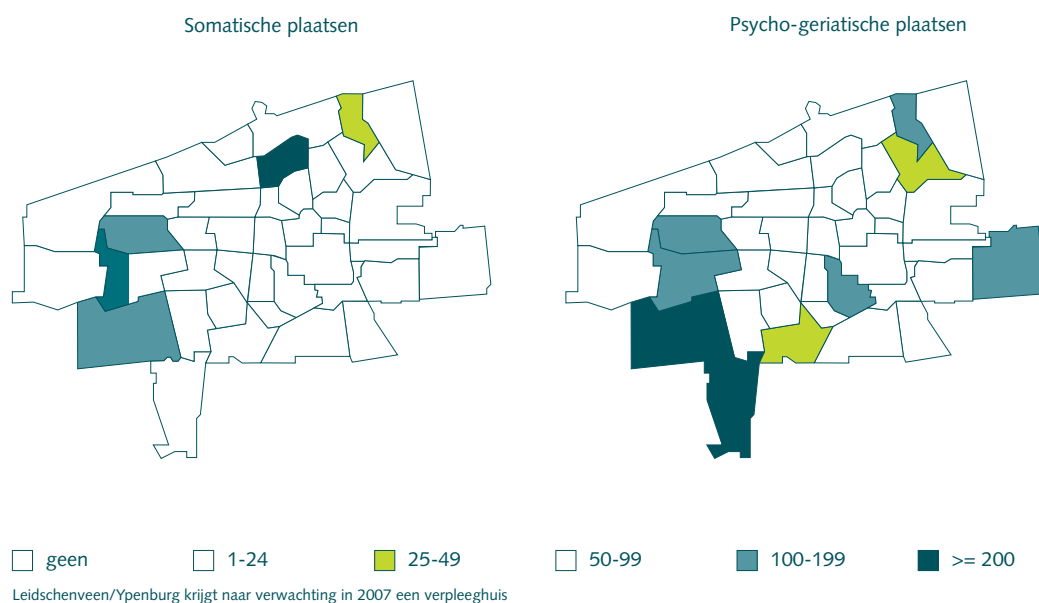 Somatische plaatsen
Psycho-geriatische plaatsen
geen
1-24
25-49
50-99
100-199
>= 200
Leidschenveen/Ypenburg krijgt naar verwachting in 2007 een verpleeghuis